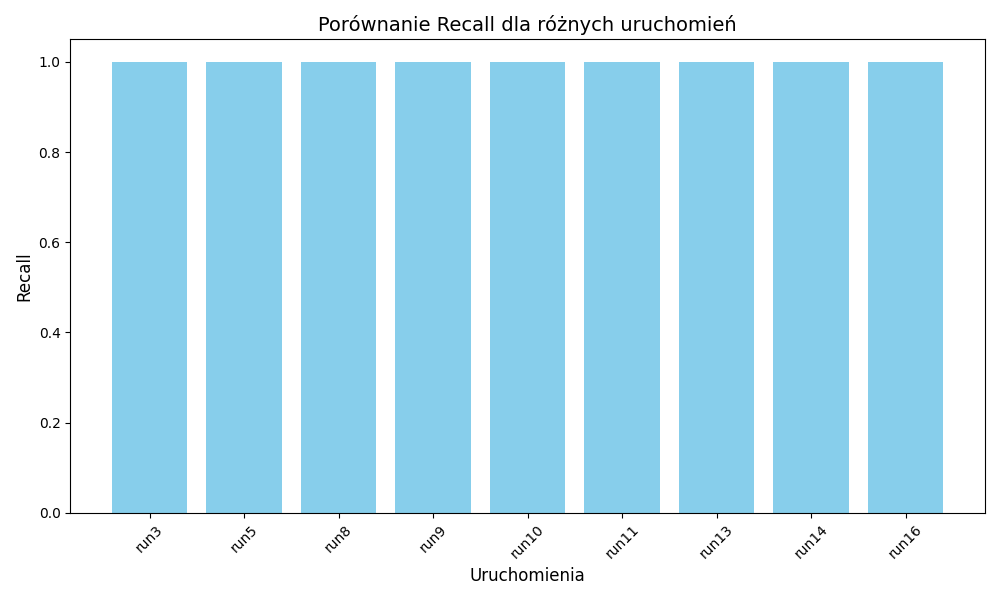 Porównanie Recall dla różnych uruchomień
Recall
1.0
0.8
0.6
0.4
0.2
0.0
run3
run5
run8
run9
run10
run11
run13
run14
run16
Uruchomienia